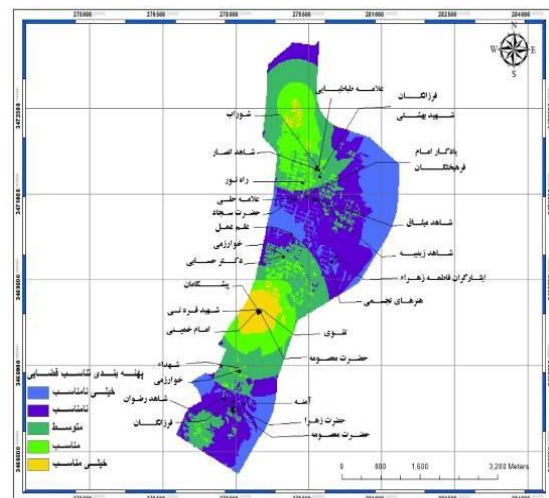 N
W E
S
علامه طباطبایی
فرزانگان
شهید بهشتی
شوراب
یادگار امام
فرهیختگان
شاهد انصار
راه نور
علامه حلی
حضرت سجاد
شاهد میثاق
علم عمل
خوارزمی
شاهد زینبیه
دکتر حسابی
ایثارگران فاطمه زهراء
هنرهای تجسمی
پیشگامان
شهید قره نی
امام خمینی
تقوی
حضرت معصومه
شهداء
خوارزمی
شاهد رضوان
آمنه
فرزانگان
حضرت زهرا
حضرت معصومه
پهنه بندی تناسب فضایی
خیلی نامناسب
نامناسب
متوسط
مناسب
خیلی مناسب
0 800 1,600 3,200 Meters